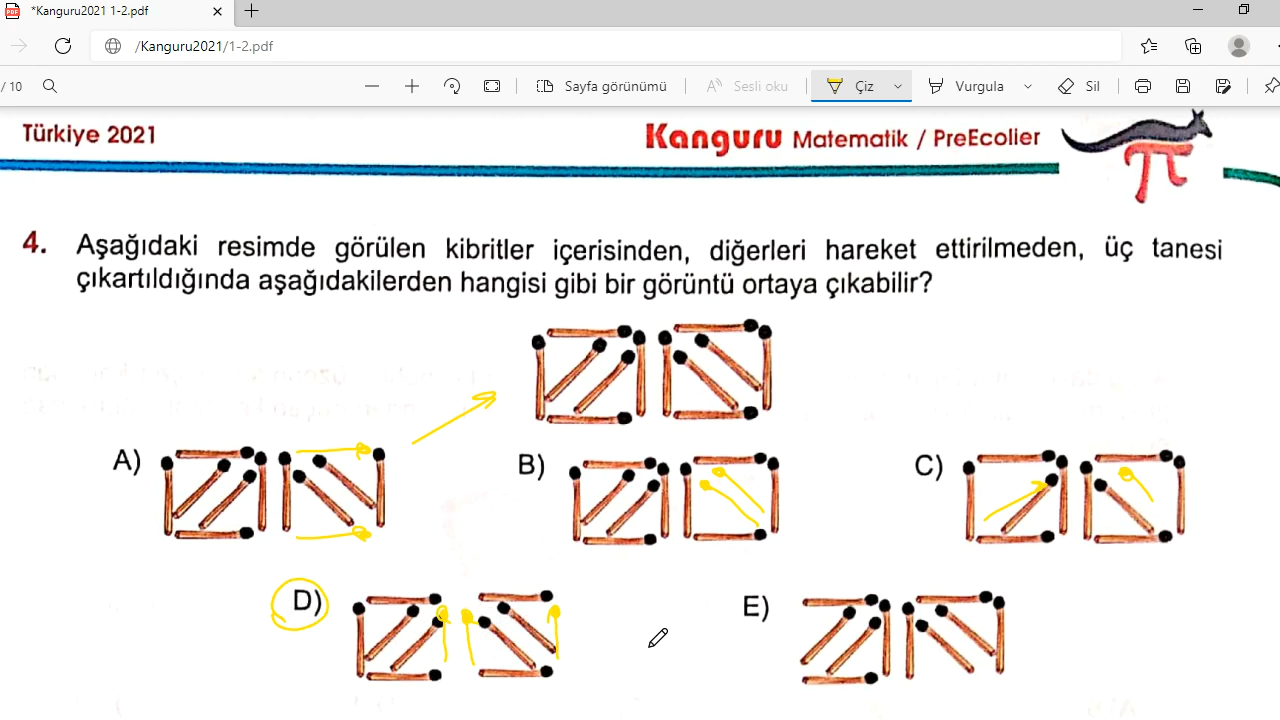 *Kanguru2021 1-2.pdf
/Kanguru2021/1-2.pdf
/ 10
Sayfa görünümü
Sesli oku
Çiz
Vurgula
Sil
Türkiye 2021
Kanguru Matematik / PreEcolier
4. Aşağıdaki resimde görülen kibritler içerisinden, diğerleri hareket ettirilmeden, üç tanesi
çıkartıldığında aşağıdakilerden hangisi gibi bir görüntü ortaya çıkabilir?
A)
B)
C)
D)
E)